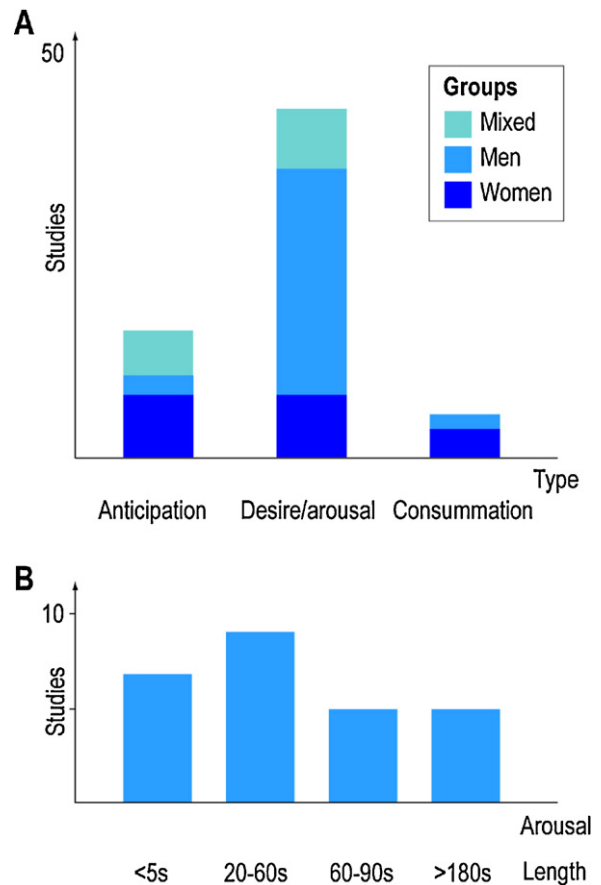 A
50
Groups
Mixed
Men
Women
Studies
Type
Anticipation Desire/arousal Consummation
B
10
Studies
Arousal
<5s 20-60s 60-90s >180s Length